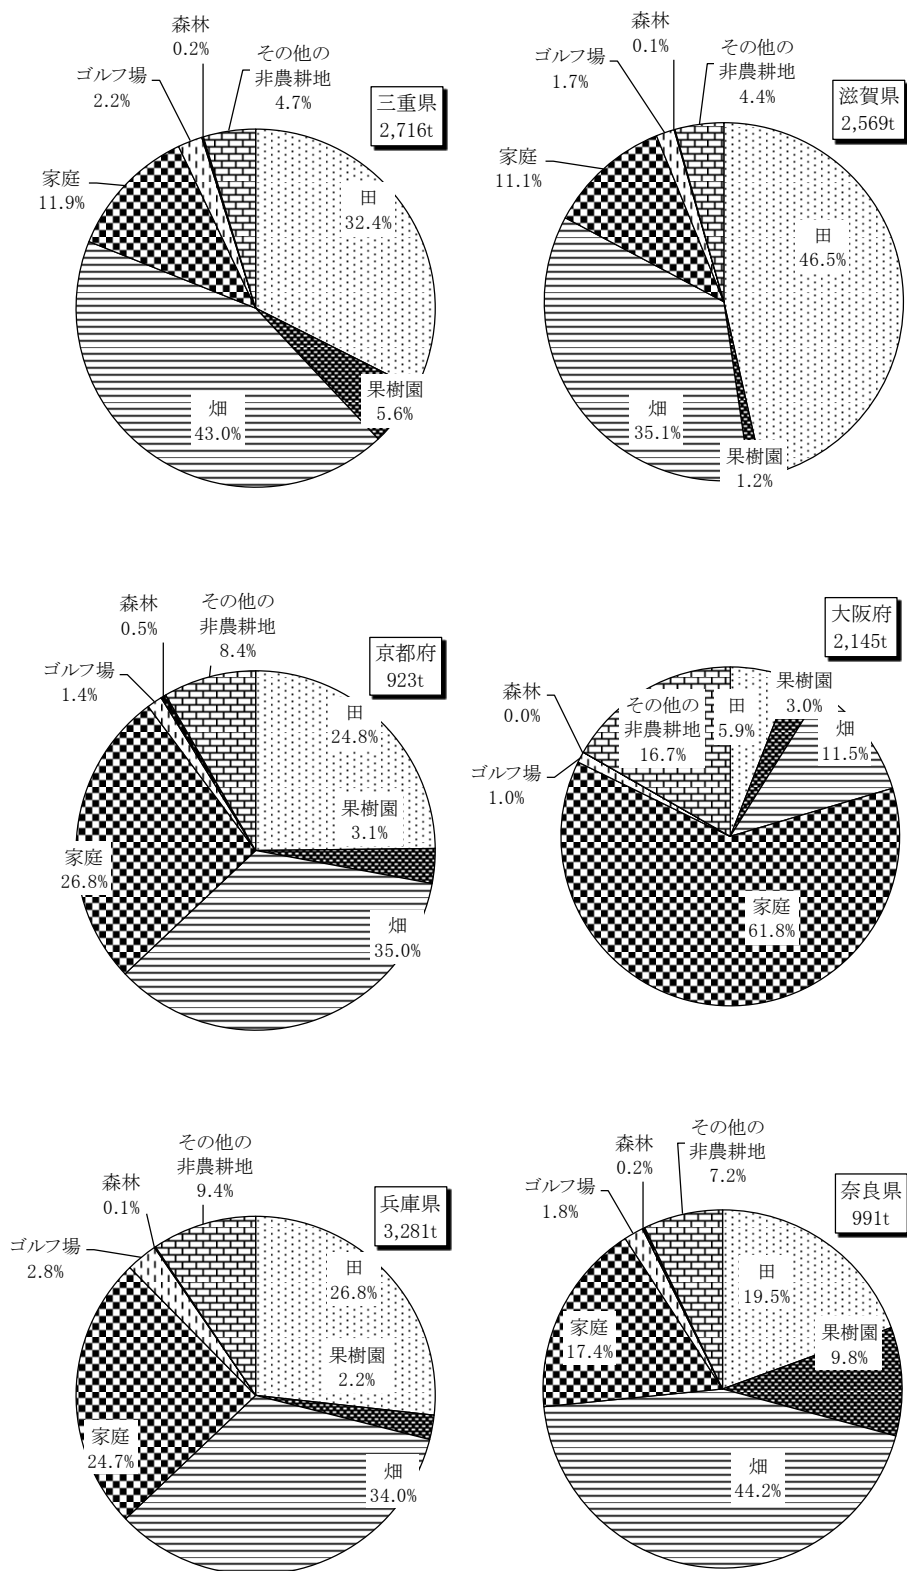 三重県
2,716t
森林
0.2%
その他の
非農耕地
4.7%
ゴルフ場
2.2%
家庭
11.9%
田
32.4%
果樹園
5.6%
畑
43.0%
滋賀県
2,569t
森林
0.1%
その他の
非農耕地
4.4%
ゴルフ場
1.7%
家庭
11.1%
田
46.5%
畑
35.1%
果樹園
1.2%
京都府
923t
森林
0.5%
その他の
非農耕地
8.4%
ゴルフ場
1.4%
田
24.8%
果樹園
3.1%
家庭
26.8%
畑
35.0%
大阪府
2,145t
森林
0.0%
その他の
非農耕地
16.7%
田
5.9%
果樹園
3.0%
畑
11.5%
ゴルフ場
1.0%
家庭
61.8%
兵庫県
3,281t
森林
0.1%
その他の
非農耕地
9.4%
ゴルフ場
2.8%
田
26.8%
果樹園
2.2%
家庭
24.7%
畑
34.0%
奈良県
991t
森林
0.2%
その他の
非農耕地
7.2%
ゴルフ場
1.8%
田
19.5%
家庭
17.4%
果樹園
9.8%
畑
44.2%